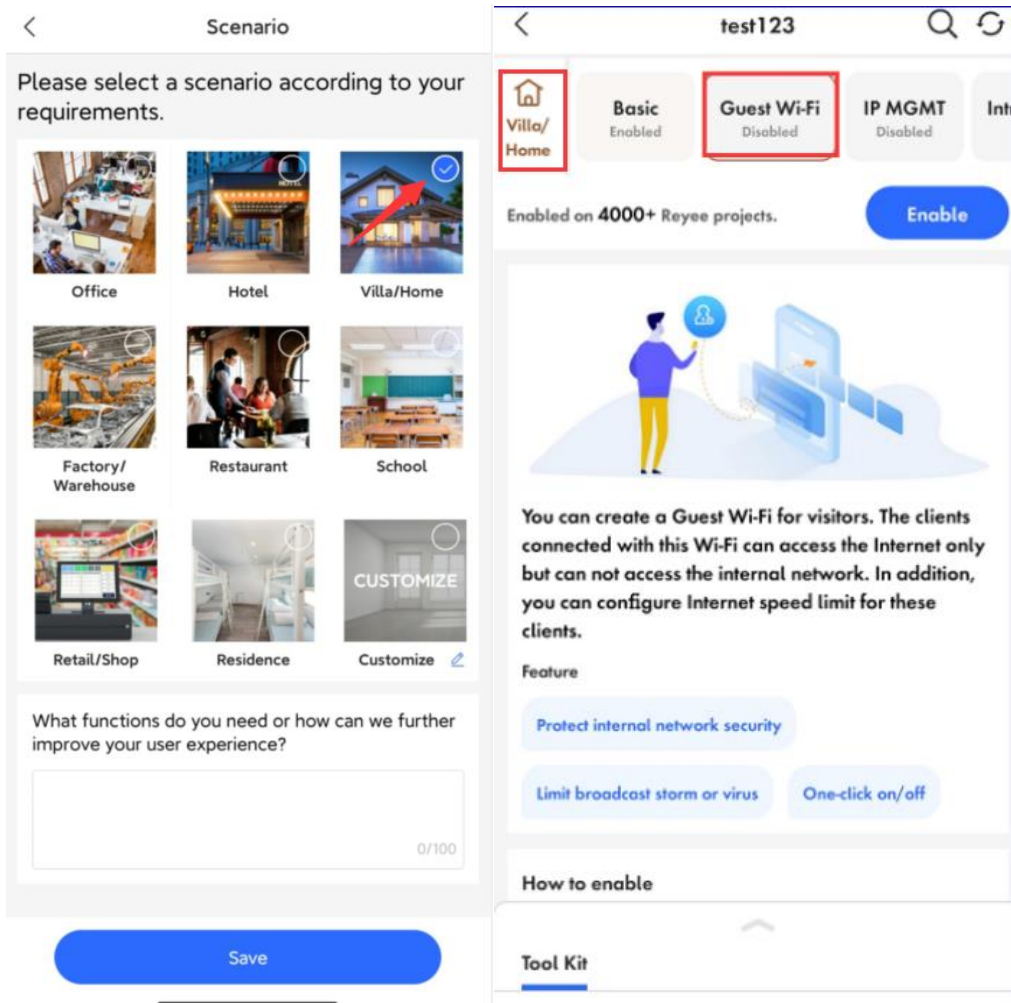 Scenario
Please select a scenario according to your
requirements.
HOTEL
Office
Hotel
Villa/Home
Factory/
Warehouse
Restaurant
School
CUSTOMIZE
Retail/Shop
Residence
Customize
What functions do you need or how can we further
improve your user experience?
0/100
Save
test123
Villa/
Home
Basic
Enabled
Guest Wi-Fi
Disabled
IP MGMT
Disabled
Int
Enabled on 4000+ Reyee projects.
Enable
You can create a Guest Wi-Fi for visitors. The clients
connected with this Wi-Fi can access the Internet only
but can not access the internal network. In addition,
you can configure Internet speed limit for these
clients.
Feature
Protect internal network security
Limit broadcast storm or virus
One-click on/off
How to enable
Tool Kit